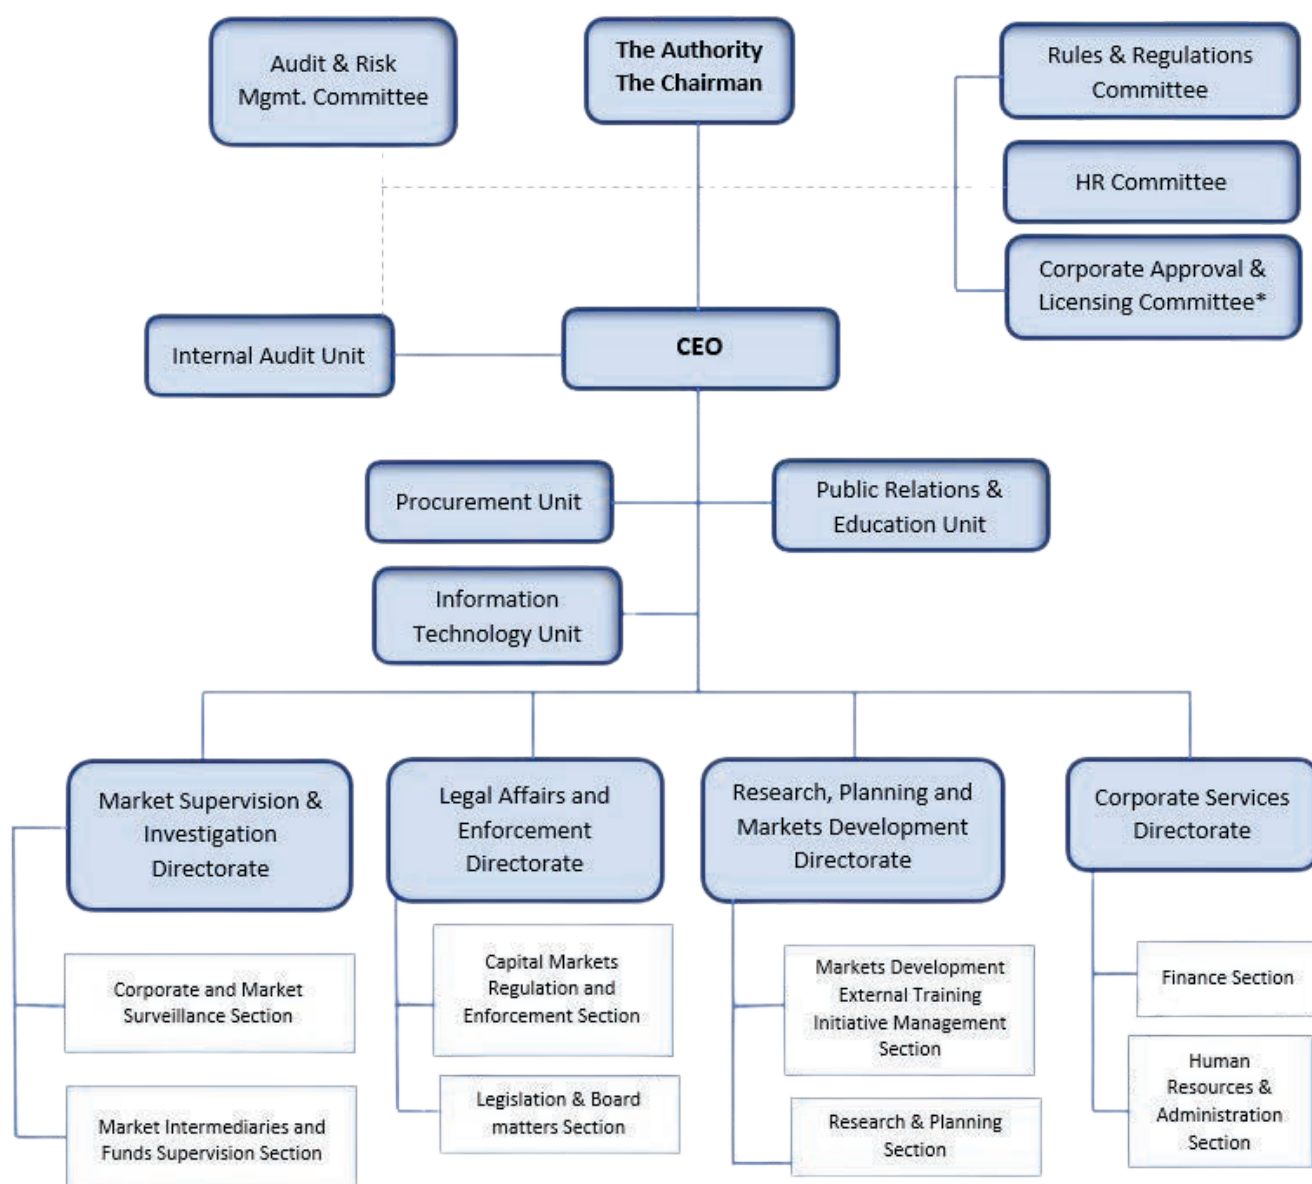 Audit & Risk
Mgmt. Committee
The Authority
The Chairman
Rules & Regulations
Committee
HR Committee
Corporate Approval &
Licensing Committee*
Internal Audit Unit
CEO
Procurement Unit
Public Relations &
Education Unit
Information
Technology Unit
Market Supervision &
Investigation
Directorate
Legal Affairs and
Enforcement
Directorate
Research, Planning and
Markets Development
Directorate
Corporate Services
Directorate
Corporate and Market
Surveillance Section
Market Intermediaries and
Funds Supervision Section
Capital Markets
Regulation and
Enforcement Section
Legislation & Board
matters Section
Markets Development
External Training
Initiative Management
Section
Research & Planning
Section
Finance Section
Human
Resources &
Administration
Section